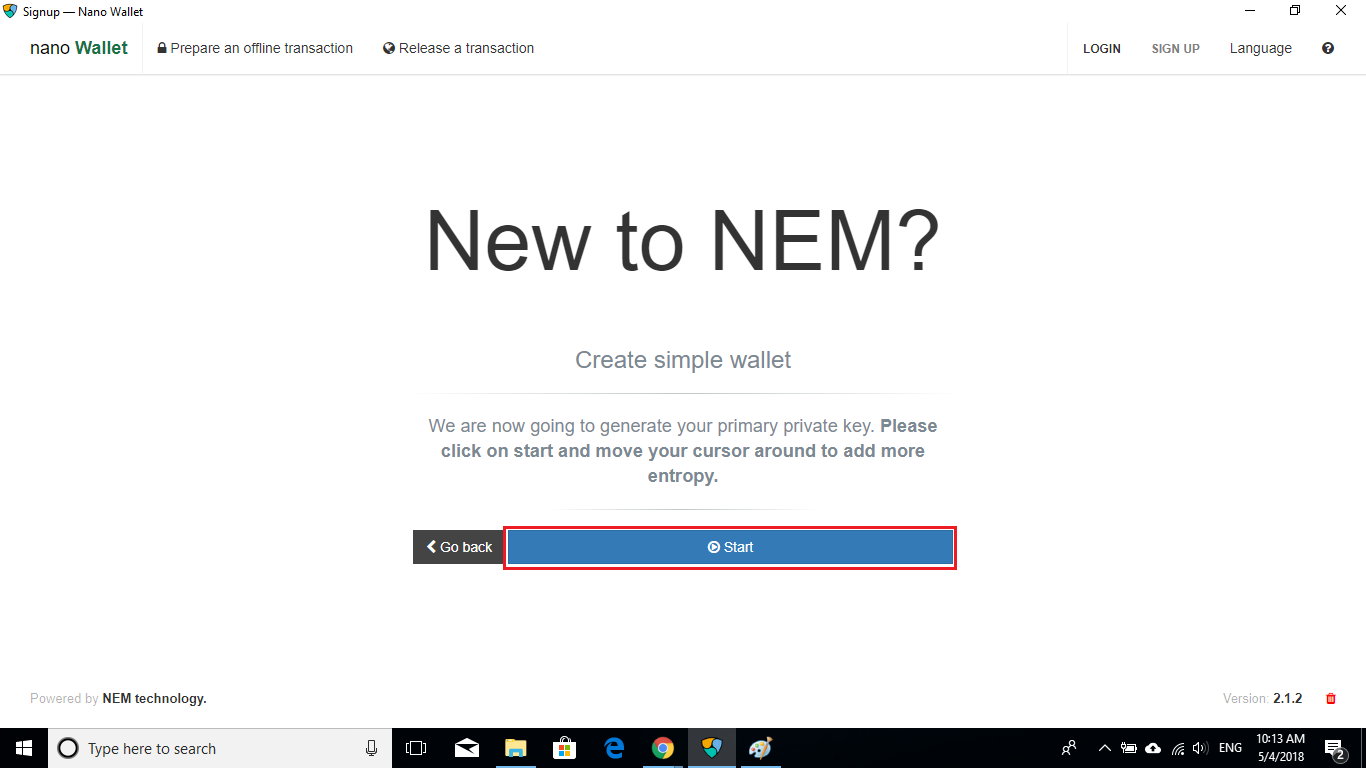 Signup — Nano Wallet
nano Wallet Prepare an offline transaction Release a transaction LOGIN SIGN UP Language
New to NEM?
Create simple wallet
We are now going to generate your primary private key. Please
click on start and move your cursor around to add more
entropy.
Go back Start
Powered by NEM technology. Version: 2.1.2
Type here to search ENG 10:13 AM
5/4/2018 2